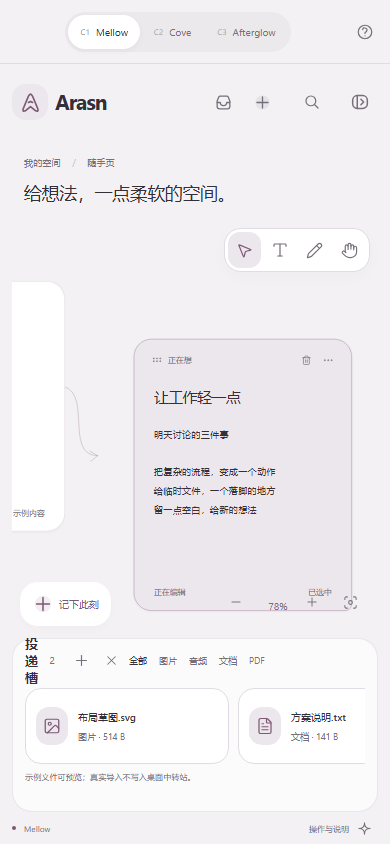 C1 Mellow C2 Cove C3 Afterglow
Arasn
我的空间 / 随手页
给想法，一点柔软的空间。
正在想
让工作轻一点
明天讨论的三件事
把复杂的流程，变成一个动作
给临时文件，一个落脚的地方
留一点空白，给新的想法
示例内容
正在编辑 已选中
78%
记下此刻
投递槽 2 全部 图片 音频 文档 PDF
布局草图.svg
图片 · 514 B
方案说明.txt
文档 · 141 B
示例文件可预览；真实导入不写入桌面中转站。
Mellow 操作与说明